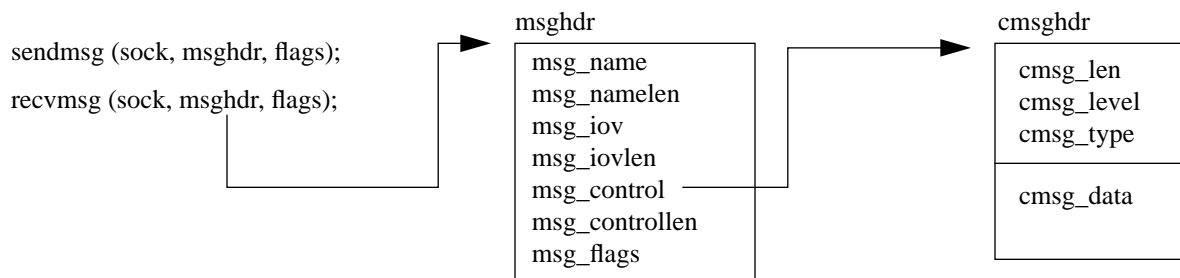 sendmsg (sock, msghdr, flags);
recvmsg (sock, msghdr, flags);
msghdr
msg_name
msg_namelen
msg_iov
msg_iovlen
msg_control
msg_controllen
msg_flags
cmsghdr
cmsg_len
cmsg_level
cmsg_type
cmsg_data